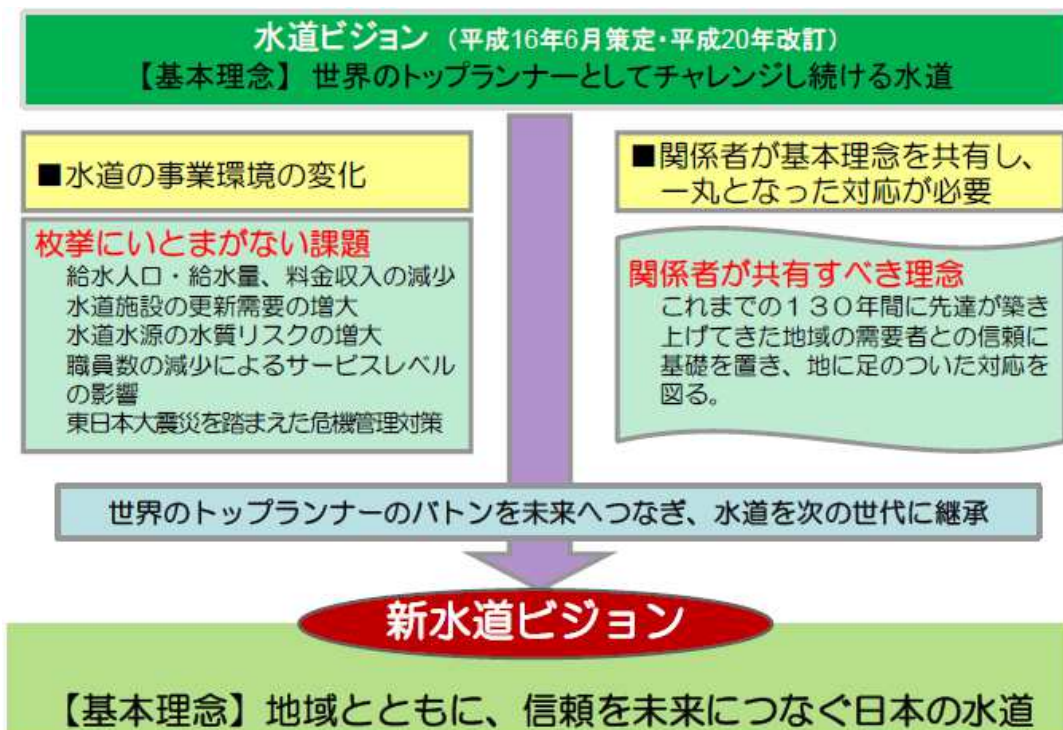 水道ビジョン（平成16年6月策定・平成20年改訂）
【基本理念】 世界のトップランナーとしてチャレンジし続ける水道
■水道の事業環境の変化
枚挙にいとまがない課題
給水人口・給水量、料金収入の減少
水道施設の更新需要の増大
水道水源の水質リスクの増大
職員数の減少によるサービスレベル
の影響
東日本大震災を踏まえた危機管理対策
■関係者が基本理念を共有し、
一丸となった対応が必要
関係者が共有すべき理念
これまでの１３０年間に先達が築き
上げてきた地域の需要者との信頼に
基礎を置き、地に足のついた対応を
図る。
世界のトップランナーのバトンを未来へつなぎ、水道を次の世代に継承
新水道ビジョン
【基本理念】地域とともに、信頼を未来につなぐ日本の水道